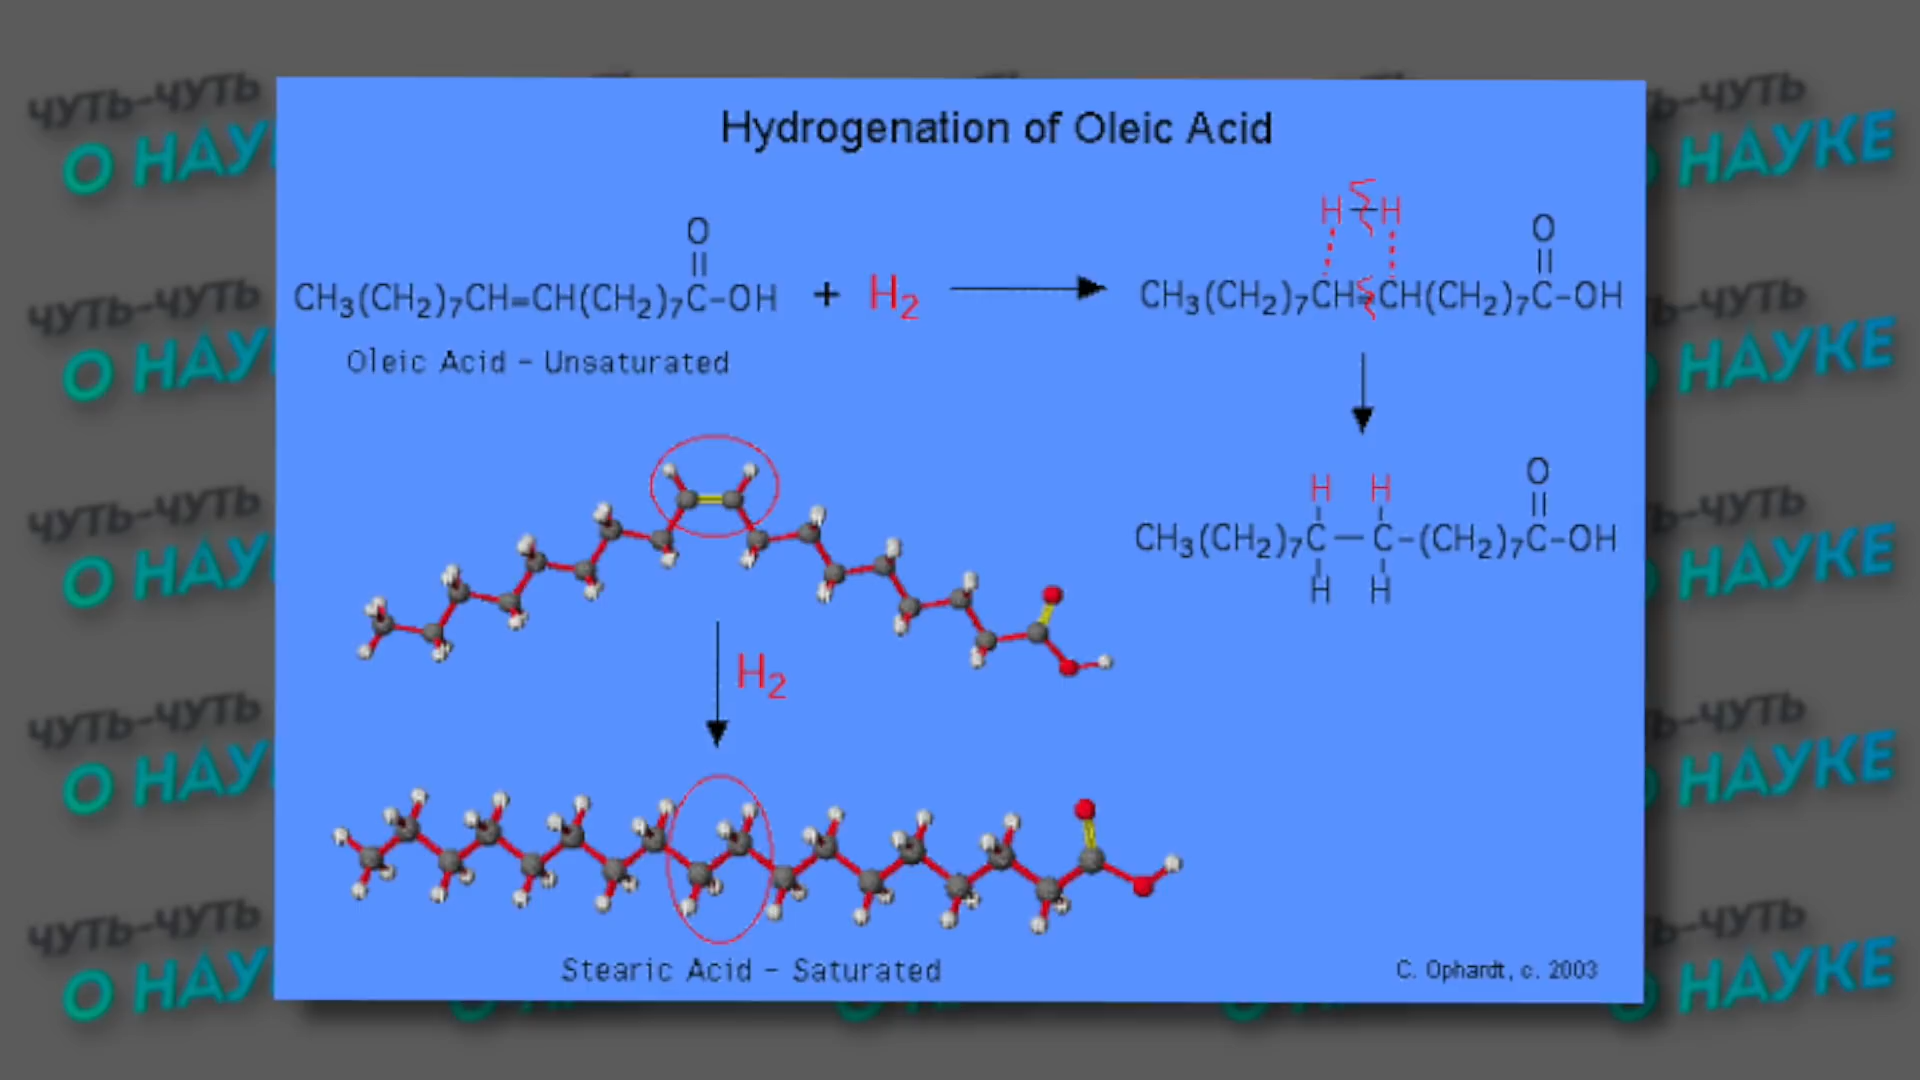 Hydrogenation of Oleic Acid
CH₃(CH₂)₇CH=CH(CH₂)₇C-OH
O
+ H₂
H-H
CH₃(CH₂)₇CH=CH(CH₂)₇C-OH
O
Oleic Acid - Unsaturated
H H O
CH₃(CH₂)₇C-C-(CH₂)₇C-OH
H H
H₂
Stearic Acid - Saturated
C. Ophardt, c. 2003
ЧУТЬ-ЧУТЬ
О НАУКЕ